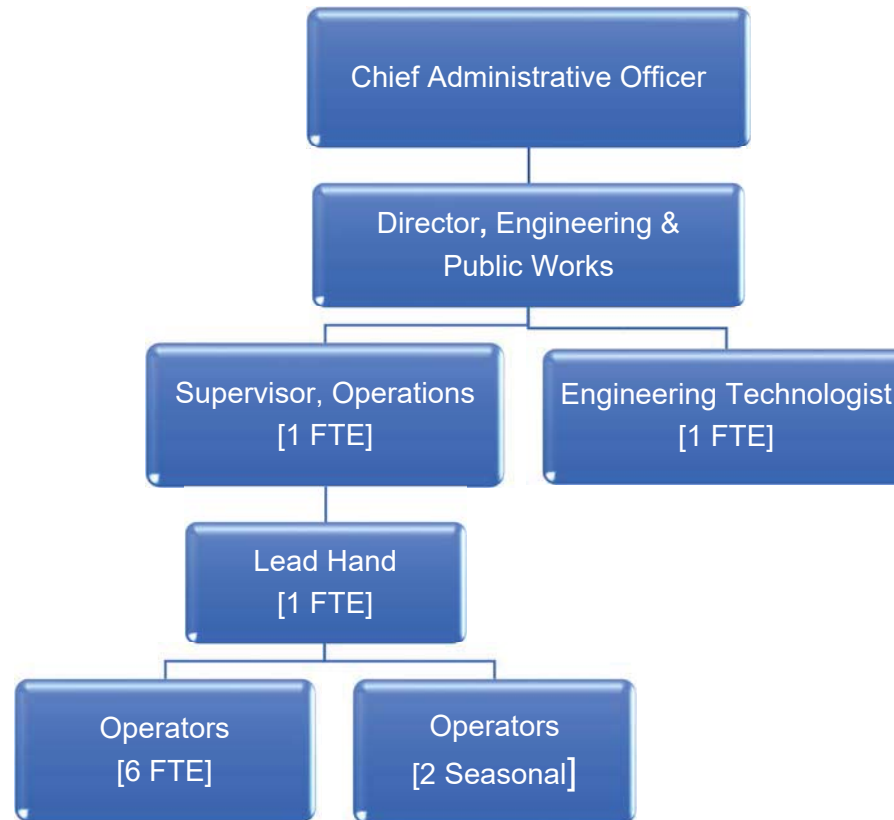 Chief Administrative Officer
Director, Engineering &
Public Works
Supervisor, Operations
[1 FTE]
Engineering Technologist
[1 FTE]
Lead Hand
[1 FTE]
Operators
[6 FTE]
Operators
[2 Seasonal]